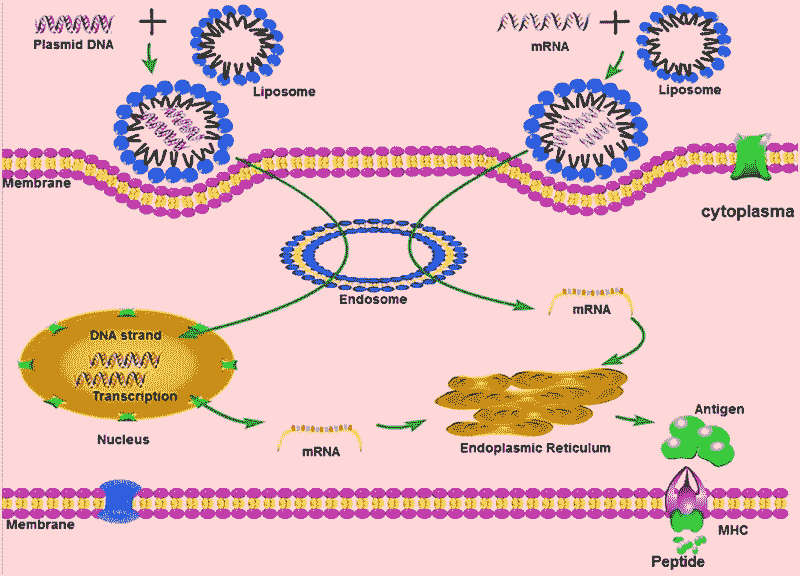 Plasmid DNA
Liposome
mRNA
Liposome
Membrane
cytoplasma
Endosome
mRNA
DNA strand
Transcription
Nucleus
mRNA
Endoplasmic Reticulum
Antigen
Membrane
MHC
Peptide